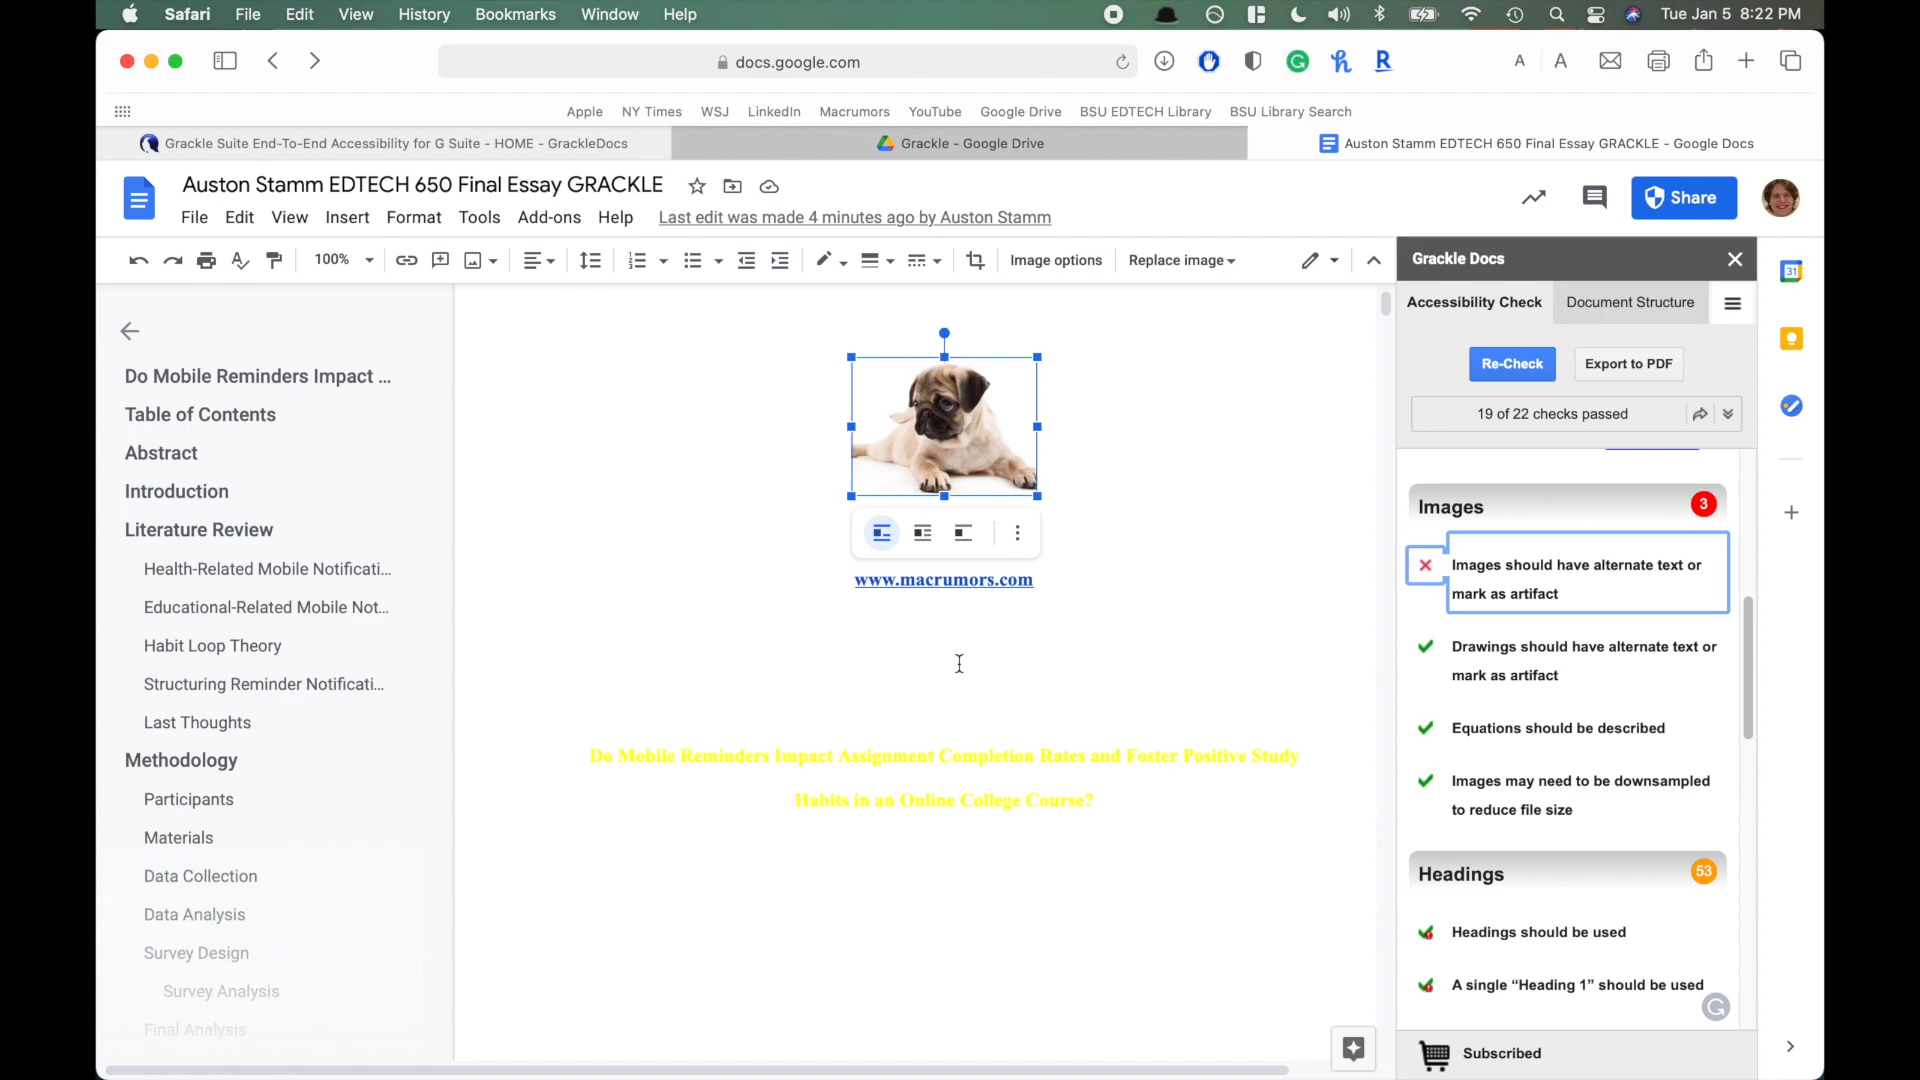 Safari File Edit View History Bookmarks Window Help Tue Jan 5 8:22 PM
docs.google.com
A A
Apple NY Times WSJ LinkedIn Macrumors YouTube Google Drive BSU EDTECH Library BSU Library Search
Grackle Suite End-To-End Accessibility for G Suite - HOME - GrackleDocs
Grackle - Google Drive
Auston Stamm EDTECH 650 Final Essay GRACKLE - Google Docs
Auston Stamm EDTECH 650 Final Essay GRACKLE
File Edit View Insert Format Tools Add-ons Help Last edit was made 4 minutes ago by Auston Stamm
Share
100% Image options Replace image
Do Mobile Reminders Impact ...
Table of Contents
Abstract
Introduction
Literature Review
Health-Related Mobile Notificati...
Educational-Related Mobile Not...
Habit Loop Theory
Structuring Reminder Notificati...
Last Thoughts
Methodology
Participants
Materials
Data Collection
Data Analysis
Survey Design
Survey Analysis
Final Analysis
www.macrumors.com
Do Mobile Reminders Impact Assignment Completion Rates and Foster Positive Study
Habits in an Online College Course?
Grackle Docs
Accessibility Check Document Structure
Re-Check Export to PDF
19 of 22 checks passed
Images 3
Images should have alternate text or
mark as artifact
Drawings should have alternate text or
mark as artifact
Equations should be described
Images may need to be downsampled
to reduce file size
Headings 53
Headings should be used
A single “Heading 1” should be used
Subscribed
31